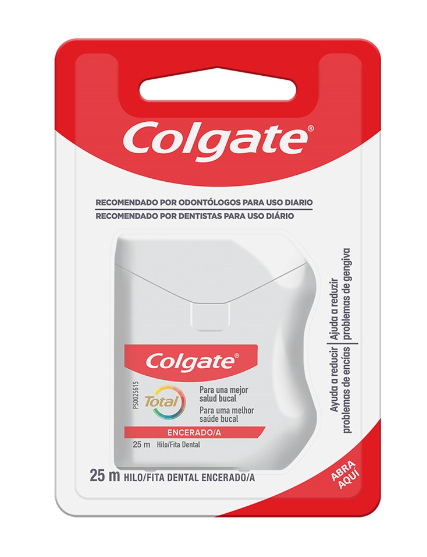 Colgate®
RECOMENDADO POR ODONTÓLOGOS PARA USO DIARIO
RECOMENDADO POR DENTISTAS PARA USO DIÁRIO
Ayuda a reducir
problemas de encías
Ajuda a reduzir
problemas de gengiva
Colgate®
PS0025615
Total
Para una mejor
salud bucal
Para uma melhor
saúde bucal
ENCERADO/A
25 m Hilo/Fita Dental
25 m HILO/FITA DENTAL ENCERADO/A
ABRA
AQUÍ